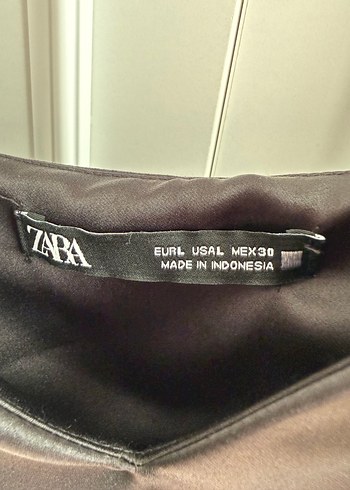 ZARA
EUR L USA L MEX 30
MADE IN INDONESIA